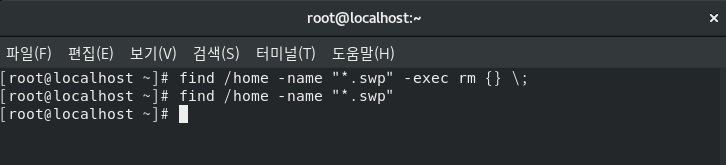 root@localhost:~
파일(F) 편집(E) 보기(V) 검색(S) 터미널(T) 도움말(H)
[root@localhost ~]# find /home -name "*.swp" -exec rm {} \;
[root@localhost ~]# find /home -name "*.swp"
[root@localhost ~]#